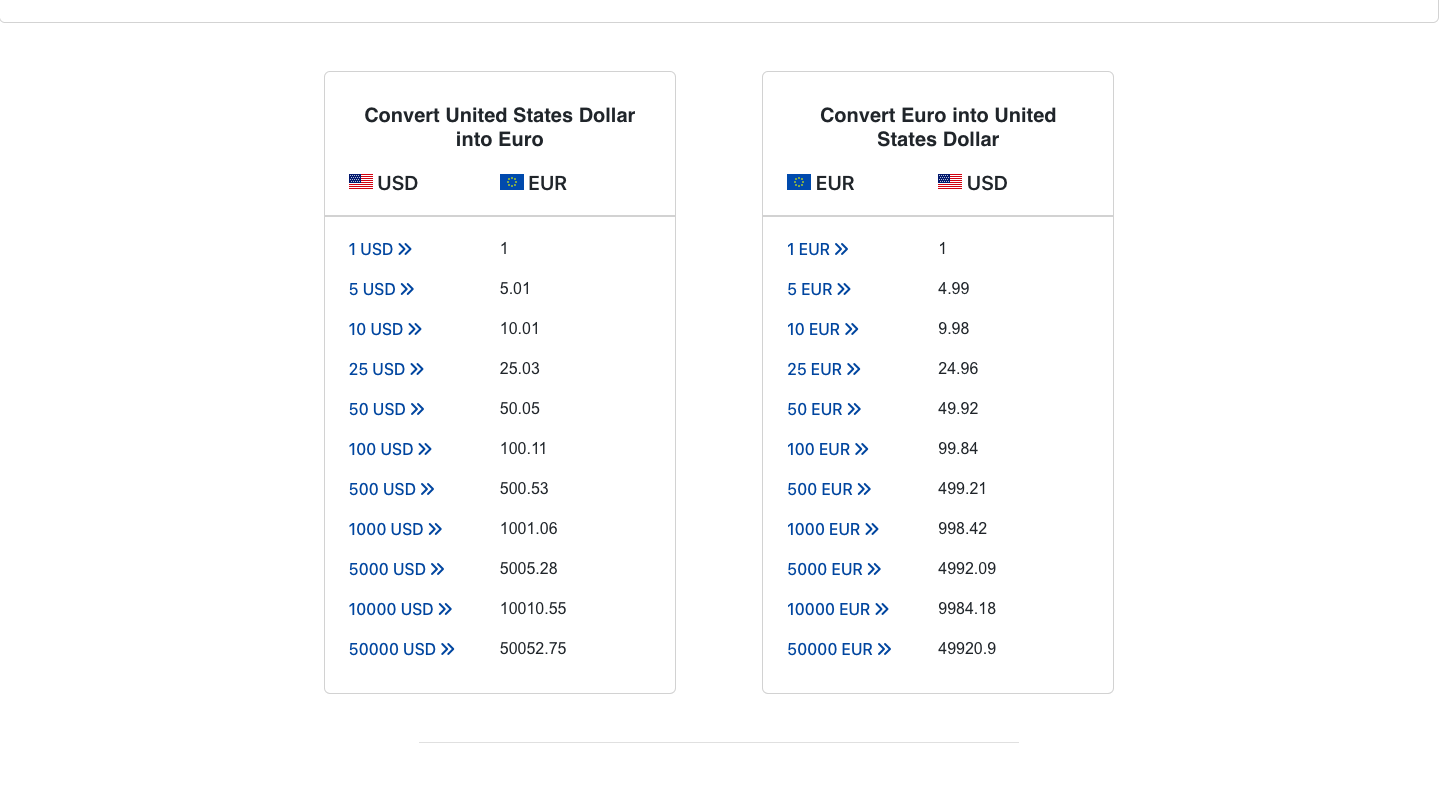 Convert United States Dollar
into Euro
USD EUR
1 USD 1
5 USD 5.01
10 USD 10.01
25 USD 25.03
50 USD 50.05
100 USD 100.11
500 USD 500.53
1000 USD 1001.06
5000 USD 5005.28
10000 USD 10010.55
50000 USD 50052.75
Convert Euro into United
States Dollar
EUR USD
1 EUR 1
5 EUR 4.99
10 EUR 9.98
25 EUR 24.96
50 EUR 49.92
100 EUR 99.84
500 EUR 499.21
1000 EUR 998.42
5000 EUR 4992.09
10000 EUR 9984.18
50000 EUR 49920.9